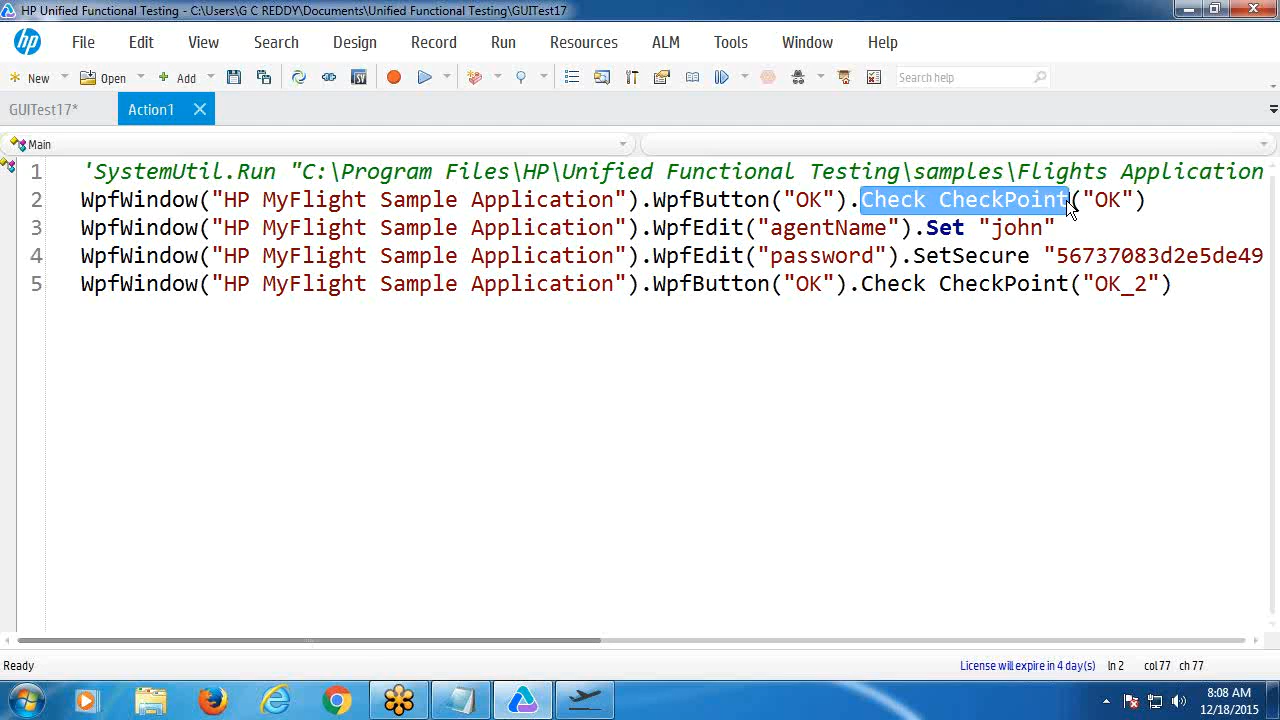 HP Unified Functional Testing - C:\Users\G C REDDY\Documents\Unified Functional Testing\GUITest17
hp File Edit View Search Design Record Run Resources ALM Tools Window Help
New Open Add Search help
GUITest17* Action1
Main
1 'SystemUtil.Run "C:\Program Files\HP\Unified Functional Testing\samples\Flights Application
2 WpfWindow("HP MyFlight Sample Application").WpfButton("OK").Check CheckPoint("OK")
3 WpfWindow("HP MyFlight Sample Application").WpfEdit("agentName").Set "john"
4 WpfWindow("HP MyFlight Sample Application").WpfEdit("password").SetSecure "56737083d2e5de49
5 WpfWindow("HP MyFlight Sample Application").WpfButton("OK").Check CheckPoint("OK_2")
Ready License will expire in 4 day(s) ln 2 col 77 ch 77
8:08 AM
12/18/2015